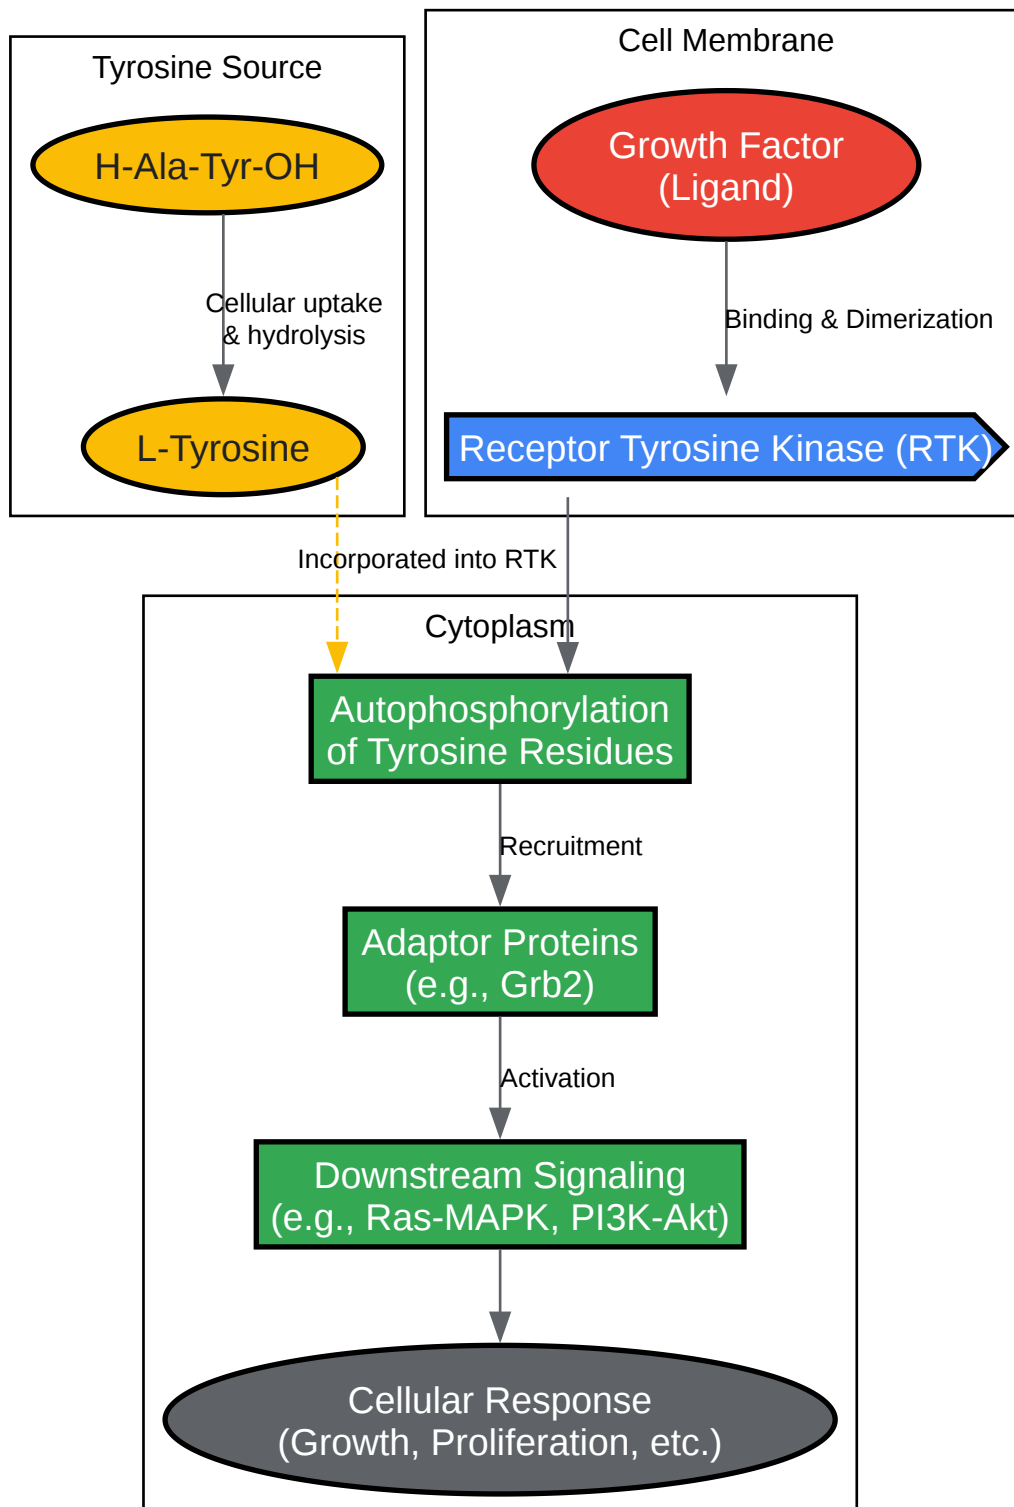 Tyrosine Source
H-Ala-Tyr-OH
Cellular uptake
& hydrolysis
L-Tyrosine
Cell Membrane
Growth Factor
(Ligand)
Binding & Dimerization
Receptor Tyrosine Kinase (RTK)
Incorporated into RTK
Cytoplasm
Autophosphorylation
of Tyrosine Residues
Recruitment
Adaptor Proteins
(e.g., Grb2)
Activation
Downstream Signaling
(e.g., Ras-MAPK, PI3K-Akt)
Cellular Response
(Growth, Proliferation, etc.)